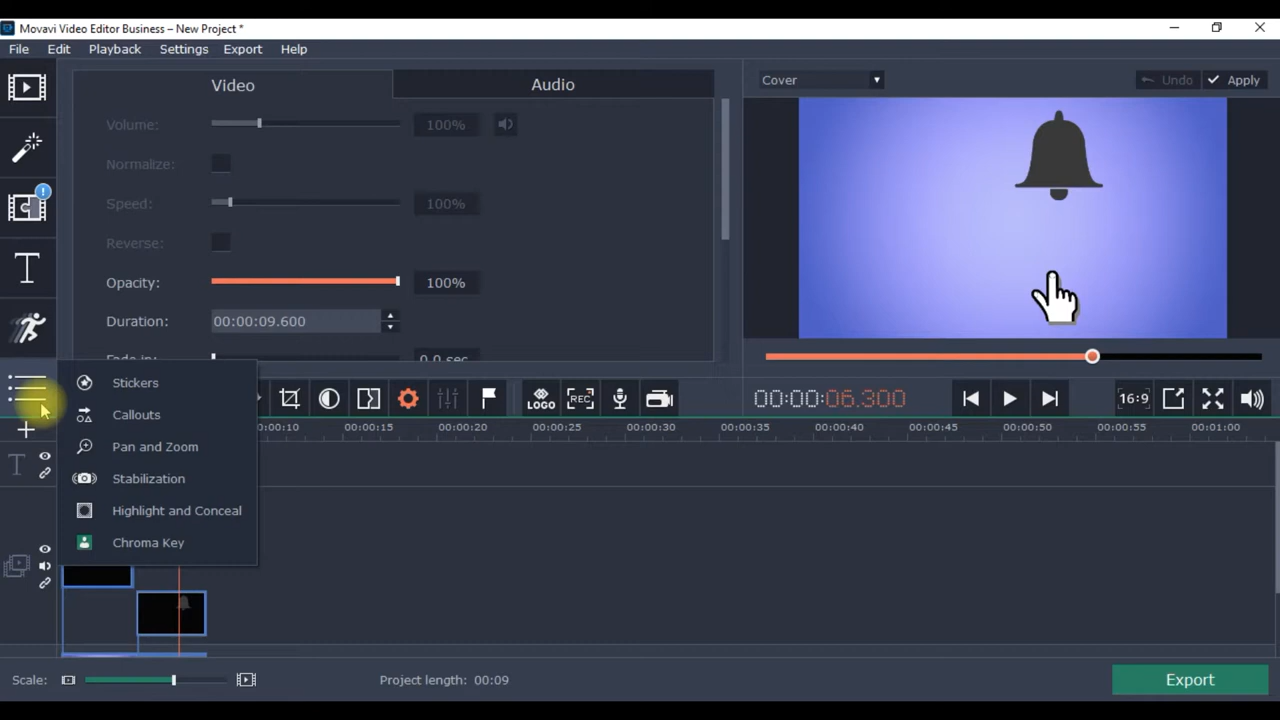 Movavi Video Editor Business – New Project *
File Edit Playback Settings Export Help
Video Audio
Cover Undo Apply
Volume: 100%
Normalize:
Speed: 100%
Reverse:
Opacity: 100%
Duration: 00:00:09.600
Fade in: 0.0 sec
Stickers
Callouts
Pan and Zoom
Stabilization
Highlight and Conceal
Chroma Key
LOGO REC 00:00:06.300 16:9
00:00:10 00:00:15 00:00:20 00:00:25 00:00:30 00:00:35 00:00:40 00:00:45 00:00:50 00:00:55 00:01:00
Scale: Project length: 00:09 Export